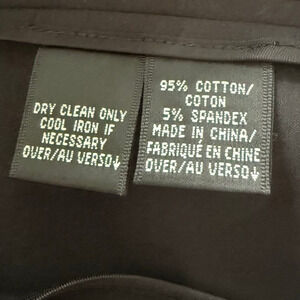 DRY CLEAN ONLY
COOL IRON IF
NECESSARY
OVER/AU VERSO↓
95% COTTON/
COTON
5% SPANDEX
MADE IN CHINA/
FABRIQUÉ EN CHINE
OVER/AU VERSO↓